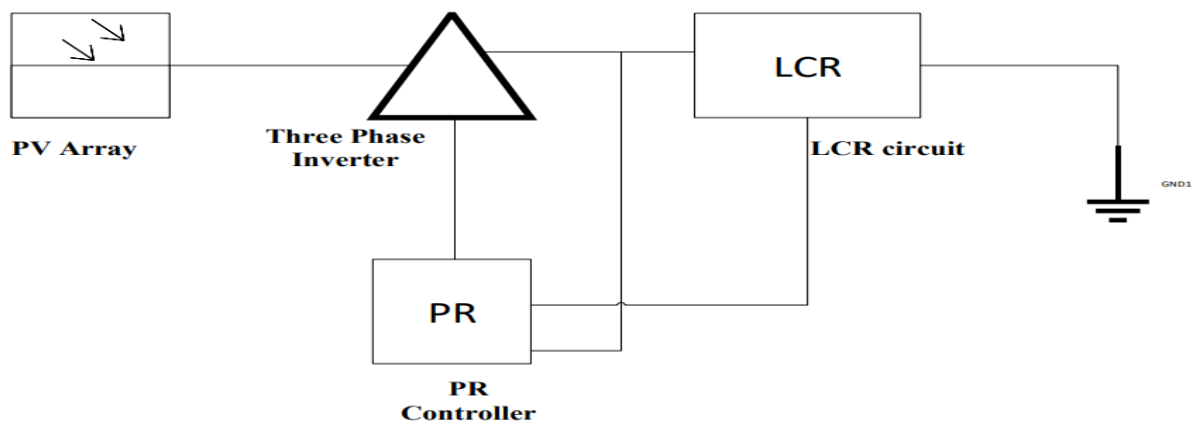 LCR
PV Array
Three Phase
Inverter
LCR circuit
GND1
PR
PR
Controller